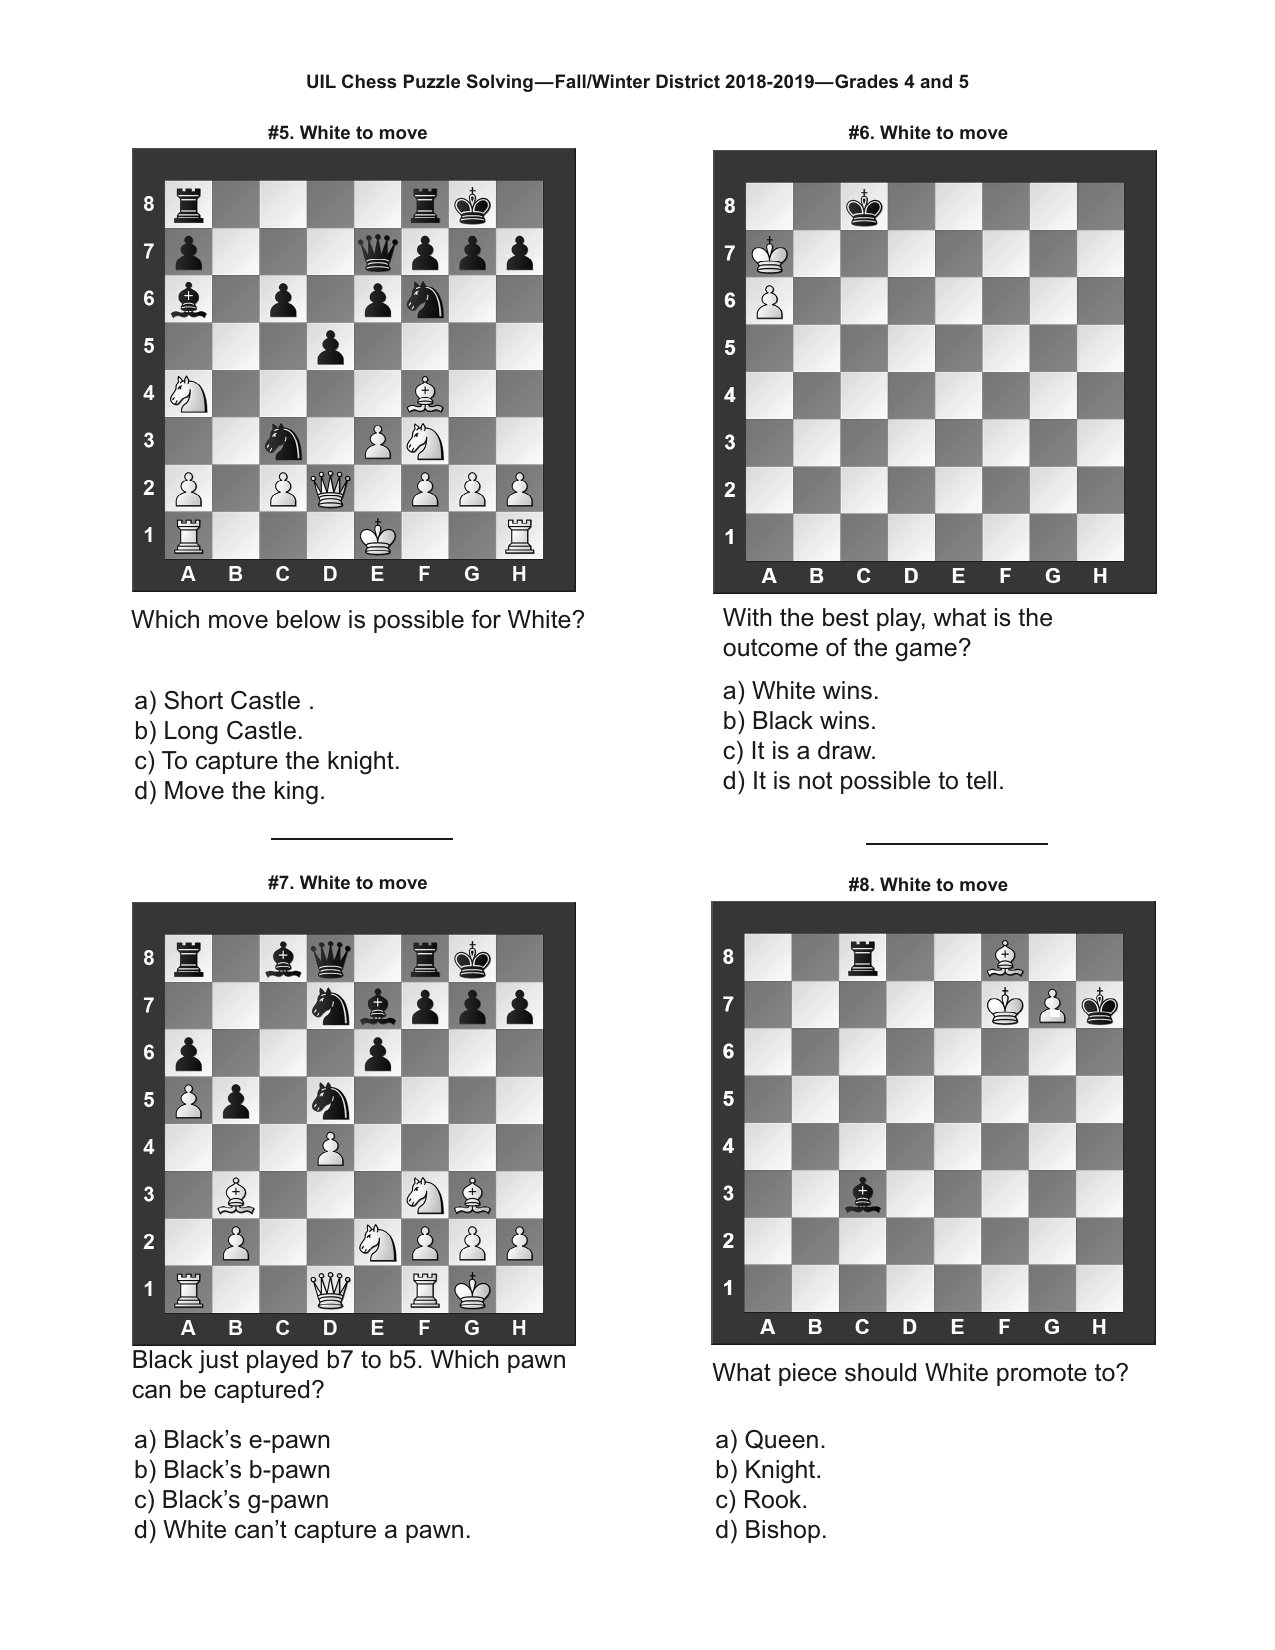 UIL Chess Puzzle Solving—Fall/Winter District 2018-2019—Grades 4 and 5
#5. White to move
8
7
6
5
4
3
2
1
A B C D E F G H
Which move below is possible for White?
a) Short Castle .
b) Long Castle.
c) To capture the knight.
d) Move the king.
#6. White to move
8
7
6
5
4
3
2
1
A B C D E F G H
With the best play, what is the
outcome of the game?
a) White wins.
b) Black wins.
c) It is a draw.
d) It is not possible to tell.
#7. White to move
8
7
6
5
4
3
2
1
A B C D E F G H
Black just played b7 to b5. Which pawn
can be captured?
a) Black’s e-pawn
b) Black’s b-pawn
c) Black’s g-pawn
d) White can’t capture a pawn.
#8. White to move
8
7
6
5
4
3
2
1
A B C D E F G H
What piece should White promote to?
a) Queen.
b) Knight.
c) Rook.
d) Bishop.